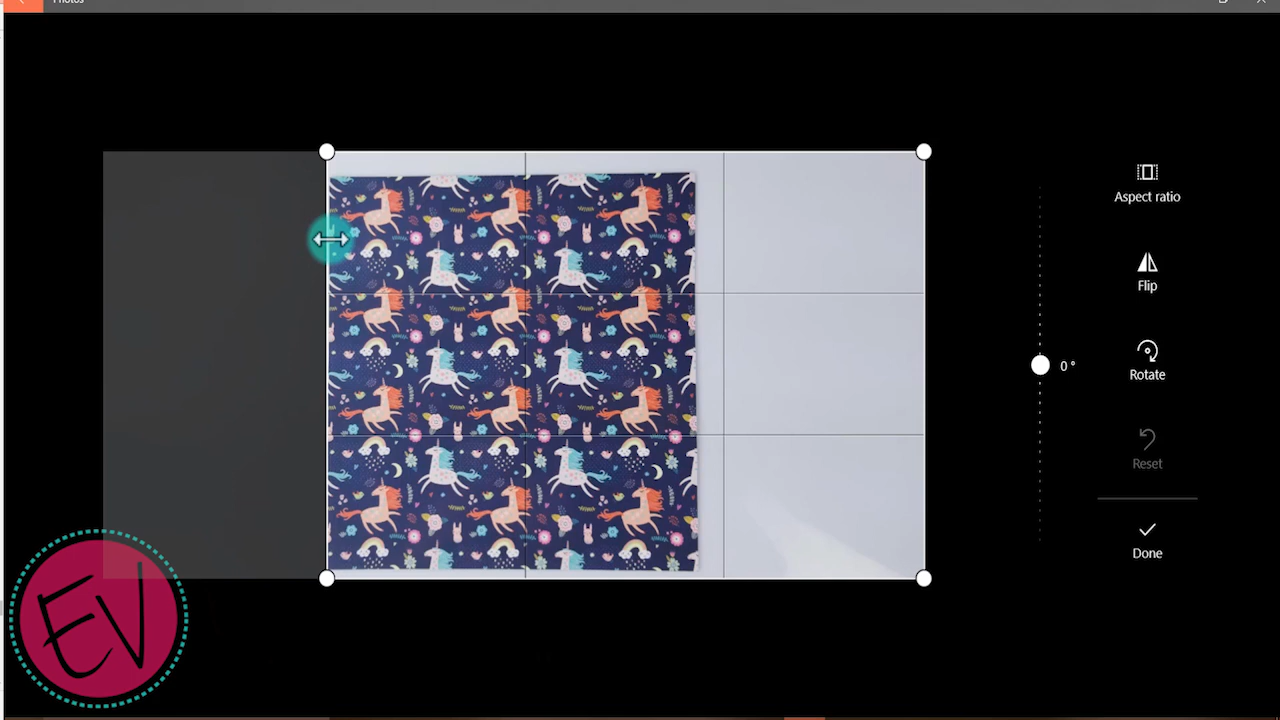 Photos
Aspect ratio
Flip
0°
Rotate
Reset
Done
EV